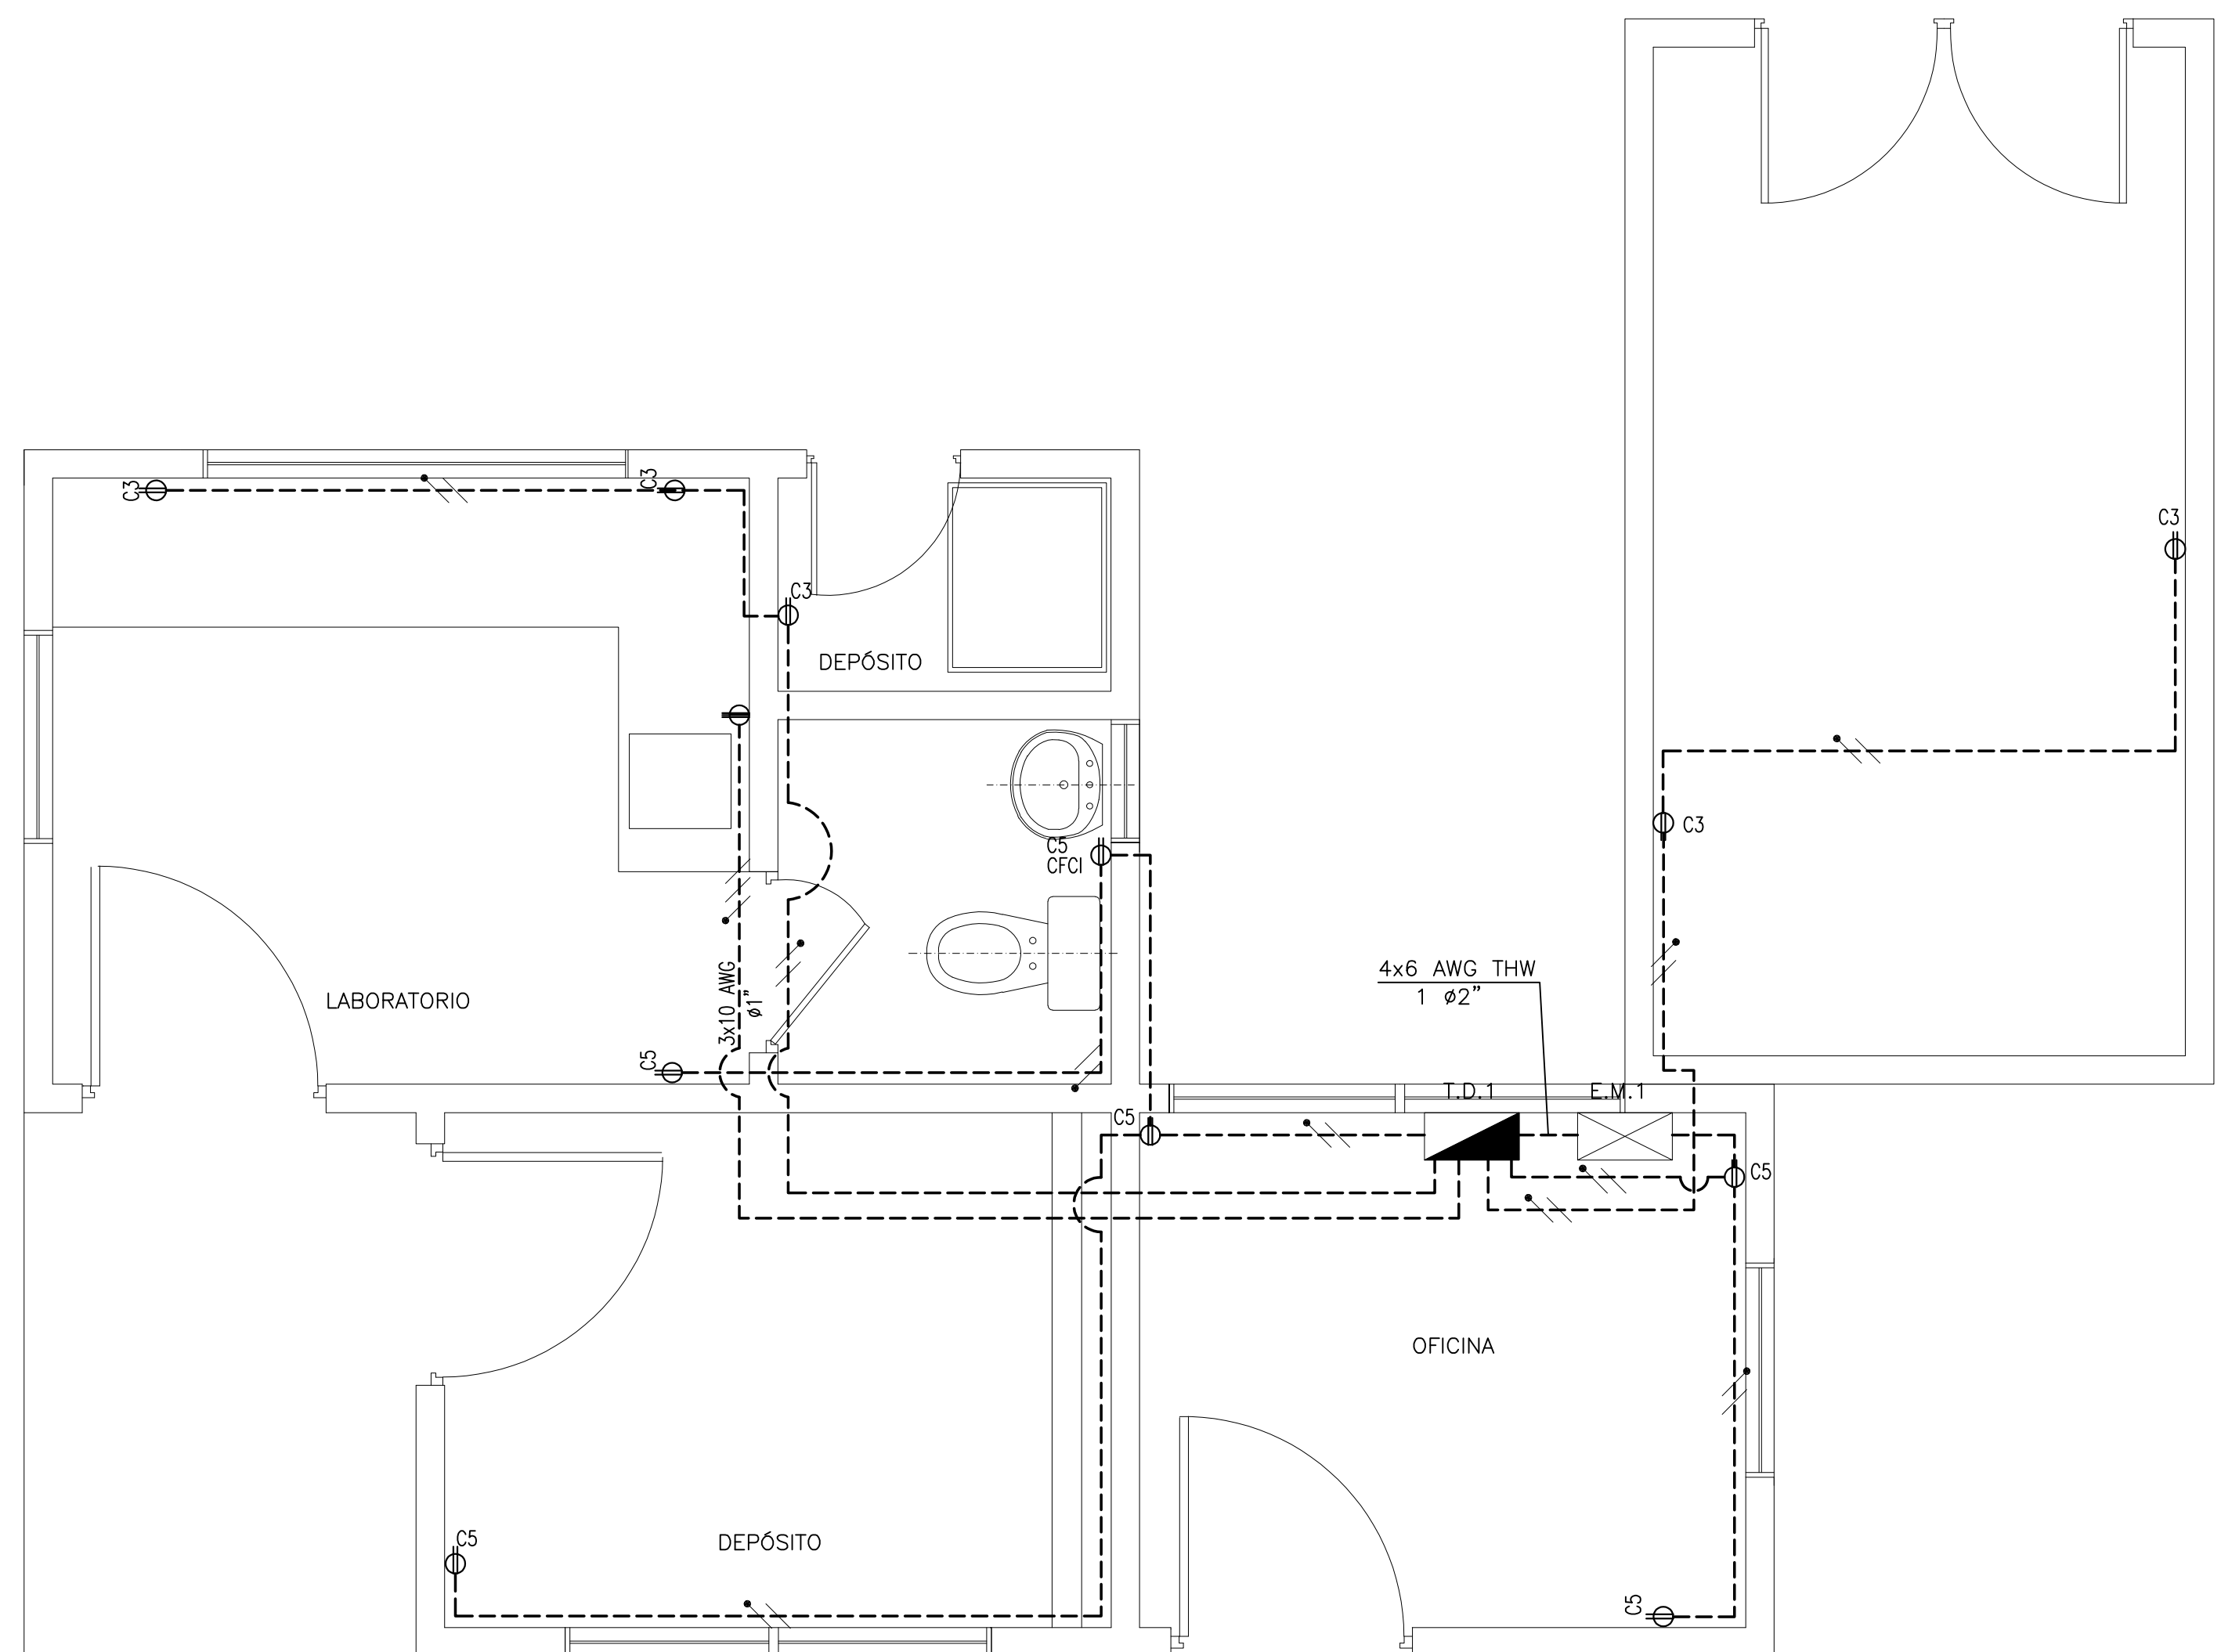 C3
C3
C3
C3
DEPÓSITO
C3
C5
CFCI
4x6 AWG THW
1 ø2”
3x10 AWG
ø1”
LABORATORIO
C5
T.D.1
E.M.1
C5
C5
OFICINA
C5
DEPÓSITO
C5